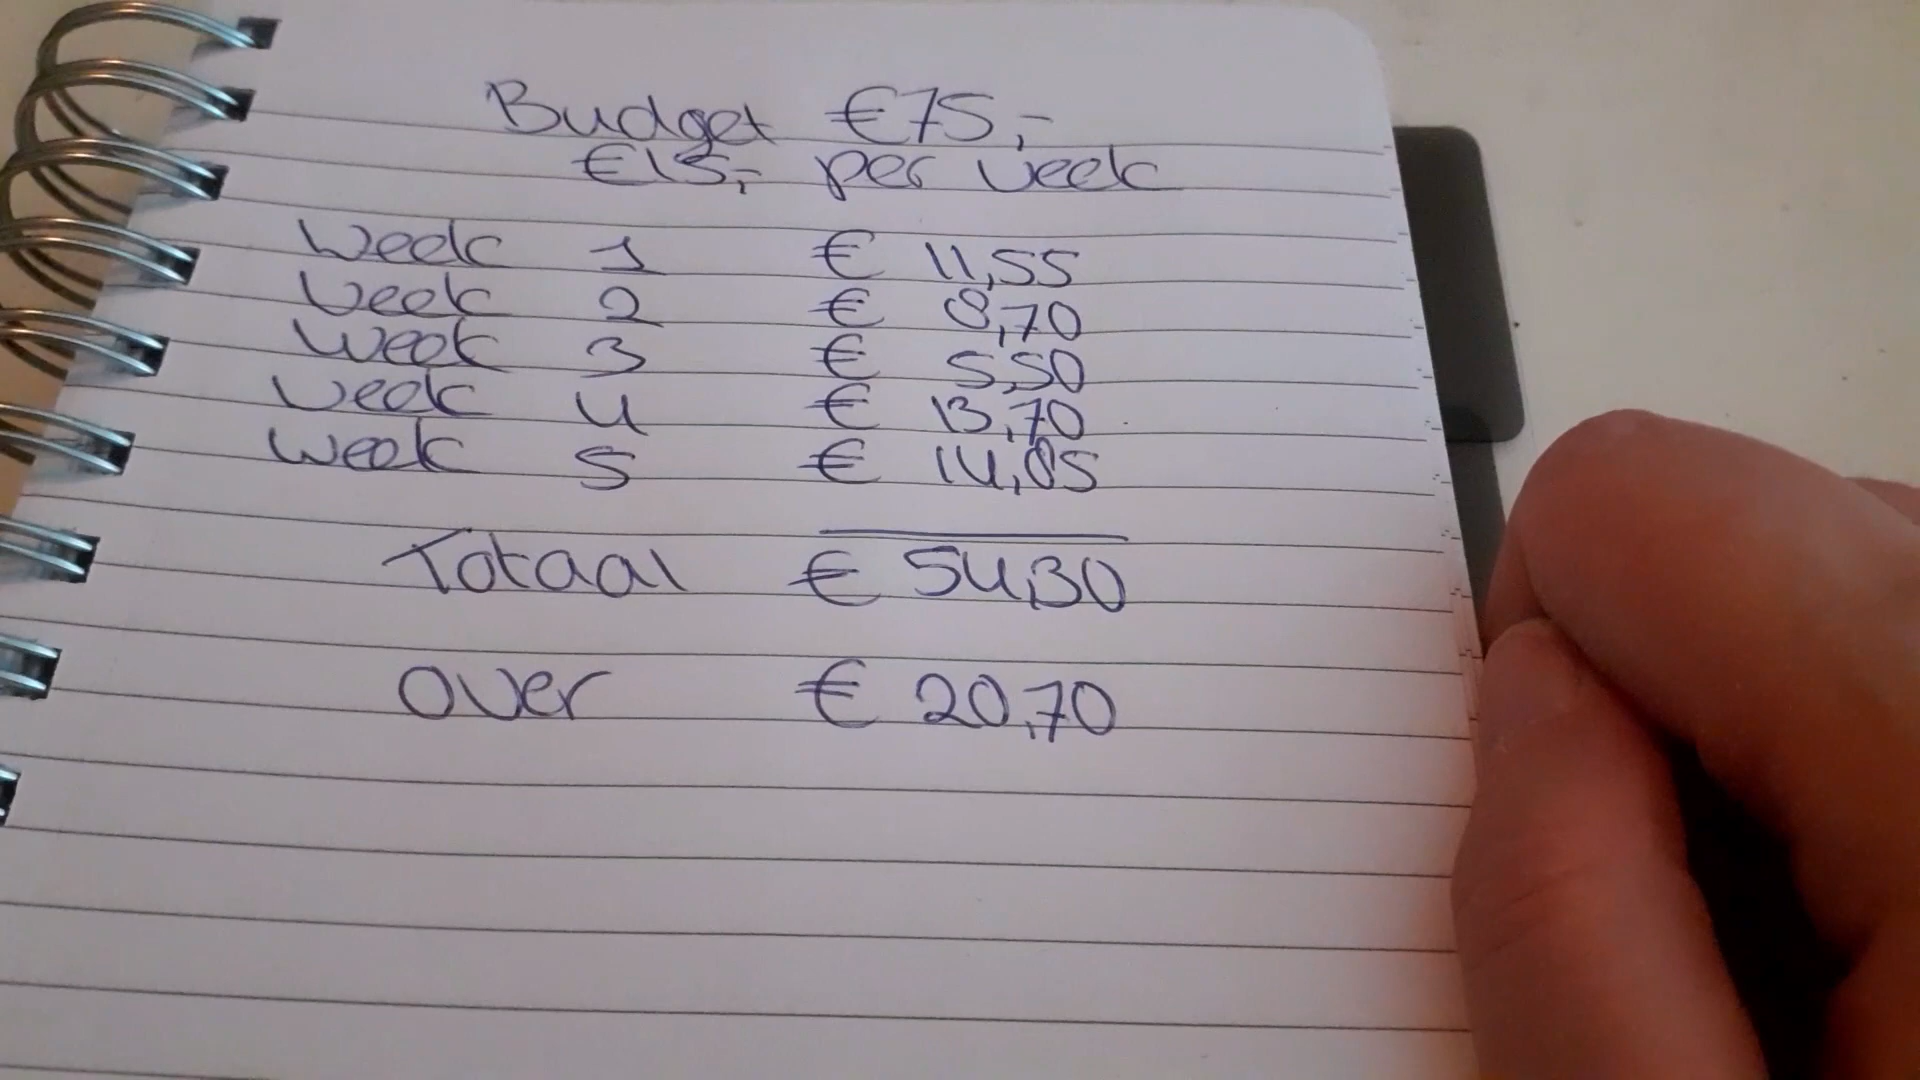 Budget €75,-
€15,- per week
Week 1 € 11,55
Week 2 € 8,70
Week 3 € 5,50
Week 4 € 13,70
Week 5 € 14,85
Totaal € 54,30
Over € 20,70